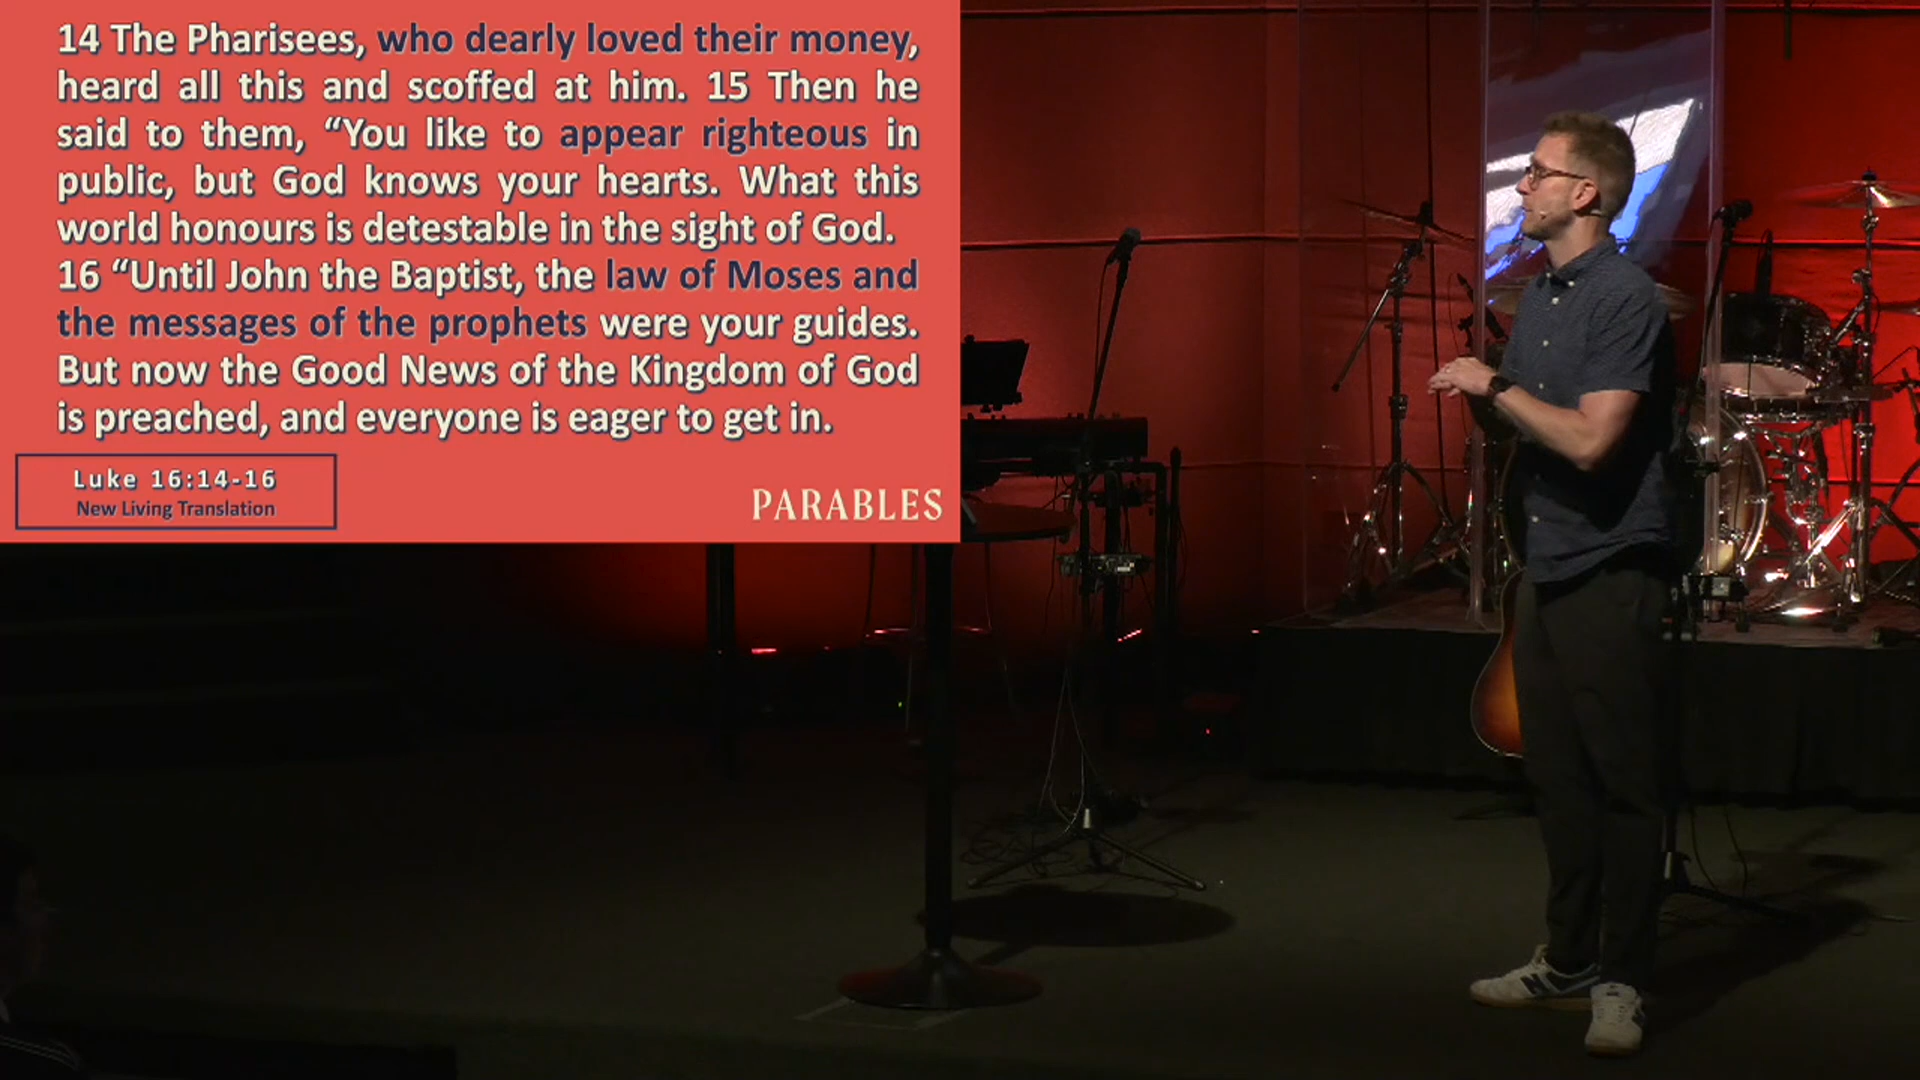 14 The Pharisees, who dearly loved their money,
heard all this and scoffed at him. 15 Then he
said to them, “You like to appear righteous in
public, but God knows your hearts. What this
world honours is detestable in the sight of God.
16 “Until John the Baptist, the law of Moses and
the messages of the prophets were your guides.
But now the Good News of the Kingdom of God
is preached, and everyone is eager to get in.
Luke 16:14-16
New Living Translation
PARABLES